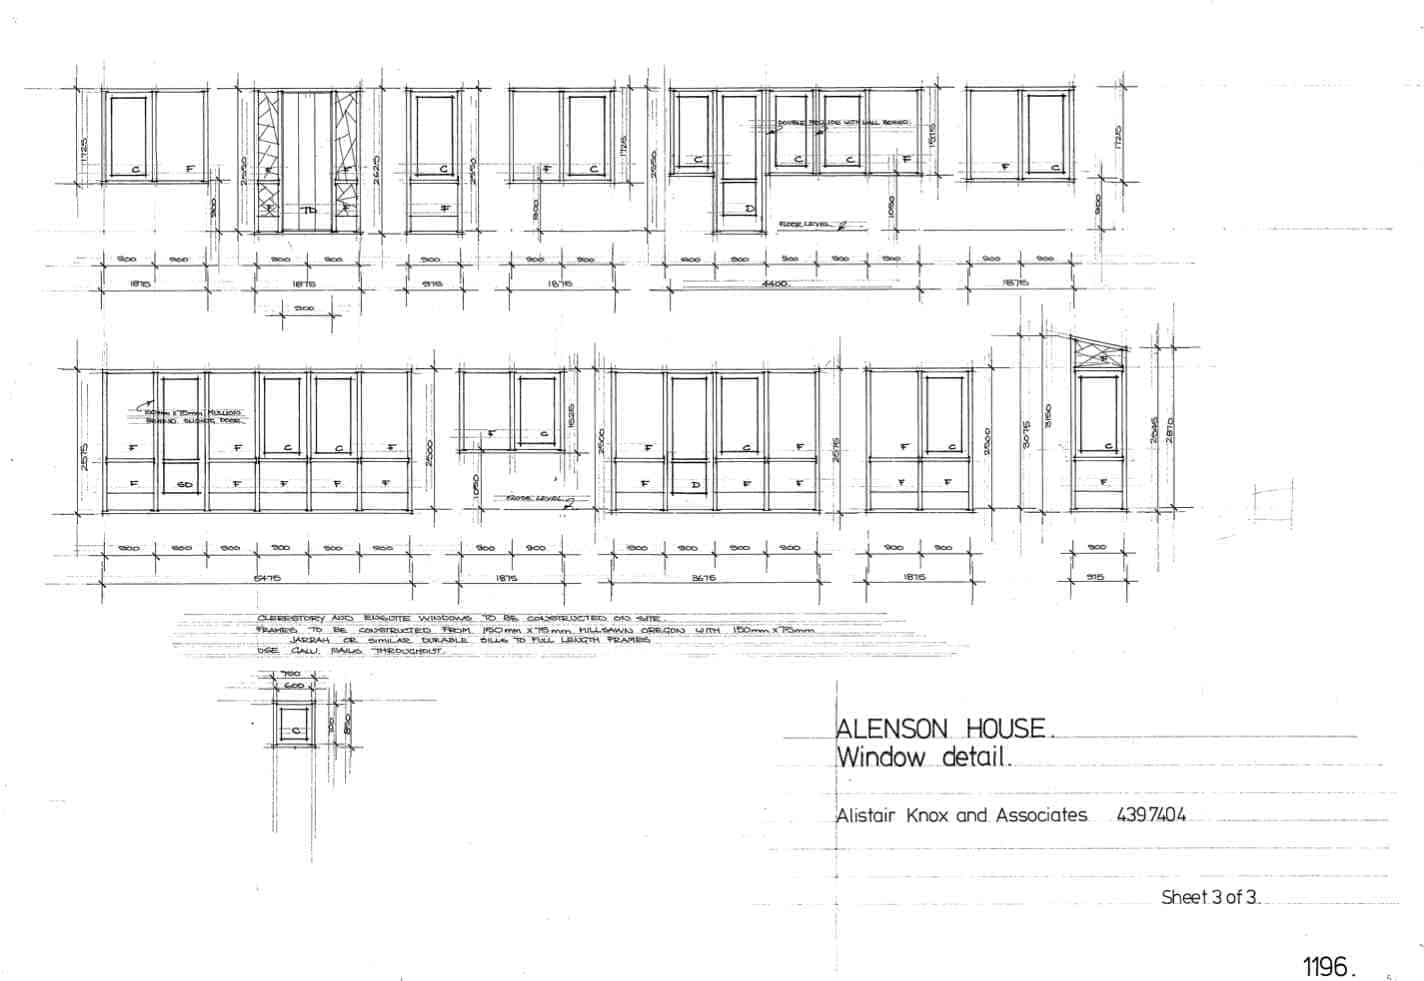 1725
C F
900
2550
F F
F TD F
2625
C
F
2550
F C
800
1725
2550
DOUBLE REGLUE WITH WALL BEHIND.
C C C F
D
FLOOR LEVEL
1050
1575
F C
1725
900
900 900 900 900 900 900 900 900 900 900 900 900 900 900
1875 1875 975 1875 4400. 1875
900
2575
100mm x 75mm MULLION
BEHIND SLIDING DOOR.
F F C C F
F SD F F F F
2500
F C
1525
1050
FLOOR LEVEL
2500
F C F
F D F F
2575
F C
F F
2500
3075
3150
F
C
F
2595
2870
900 900 900 900 900 900 900 900 900 900 900 900 900 900 900
5475 1875 3675 1875 975
CLERESTORY AND ENSUITE WINDOWS TO BE CONSTRUCTED ON SITE.
FRAMES TO BE CONSTRUCTED FROM 150mm x 75mm MILLSAWN OREGON WITH 150mm x 75mm
JARRAH OR SIMILAR DURABLE SILLS TO FULL LENGTH FRAMES
USE GALV. NAILS THROUGHOUT.
700
600
C
700
850
ALENSON HOUSE.
Window detail.
Alistair Knox and Associates 4397404
Sheet 3 of 3.
1196.